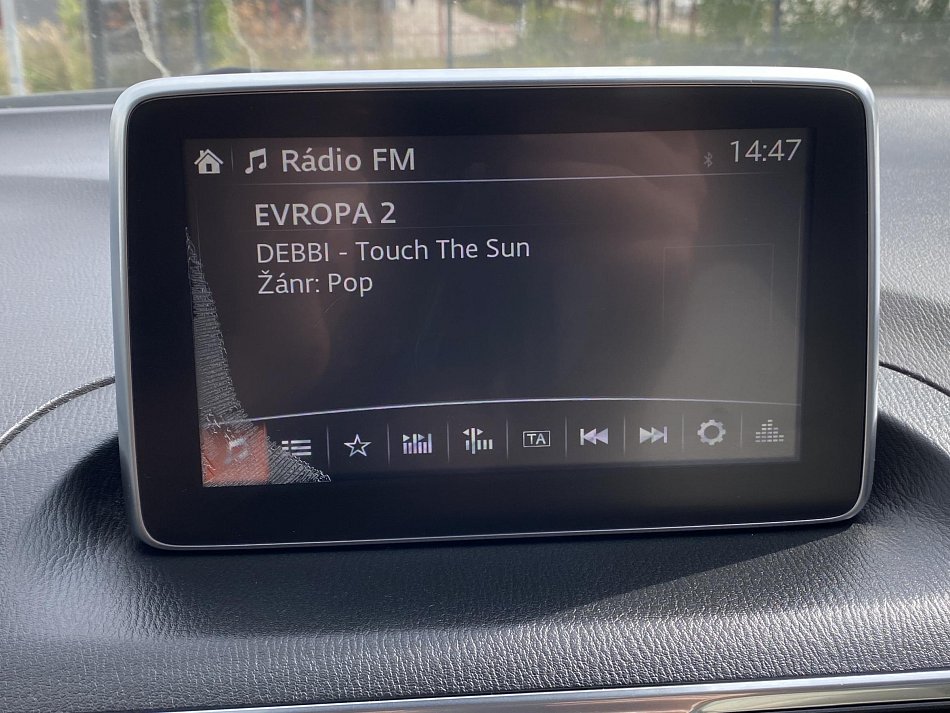 Rádio FM
14:47
EVROPA 2
DEBBI - Touch The Sun
Žánr: Pop
TA